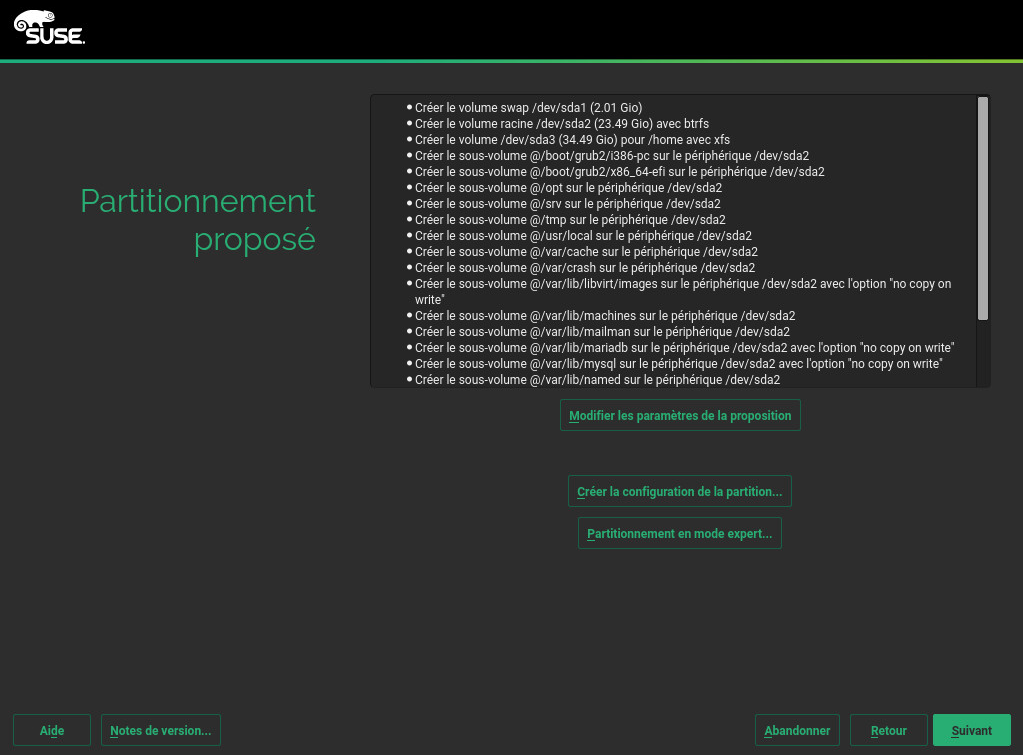 SUSE
Partitionnement
proposé
• Créer le volume swap /dev/sda1 (2.01 Gio)
• Créer le volume racine /dev/sda2 (23.49 Gio) avec btrfs
• Créer le volume /dev/sda3 (34.49 Gio) pour /home avec xfs
• Créer le sous-volume @/boot/grub2/i386-pc sur le périphérique /dev/sda2
• Créer le sous-volume @/boot/grub2/x86_64-efi sur le périphérique /dev/sda2
• Créer le sous-volume @/opt sur le périphérique /dev/sda2
• Créer le sous-volume @/srv sur le périphérique /dev/sda2
• Créer le sous-volume @/tmp sur le périphérique /dev/sda2
• Créer le sous-volume @/usr/local sur le périphérique /dev/sda2
• Créer le sous-volume @/var/cache sur le périphérique /dev/sda2
• Créer le sous-volume @/var/crash sur le périphérique /dev/sda2
• Créer le sous-volume @/var/lib/libvirt/images sur le périphérique /dev/sda2 avec l'option "no copy on
write"
• Créer le sous-volume @/var/lib/machines sur le périphérique /dev/sda2
• Créer le sous-volume @/var/lib/mailman sur le périphérique /dev/sda2
• Créer le sous-volume @/var/lib/mariadb sur le périphérique /dev/sda2 avec l'option "no copy on write"
• Créer le sous-volume @/var/lib/mysql sur le périphérique /dev/sda2 avec l'option "no copy on write"
• Créer le sous-volume @/var/lib/named sur le périphérique /dev/sda2
Modifier les paramètres de la proposition
Créer la configuration de la partition...
Partitionnement en mode expert...
Aide
Notes de version...
Abandonner
Retour
Suivant